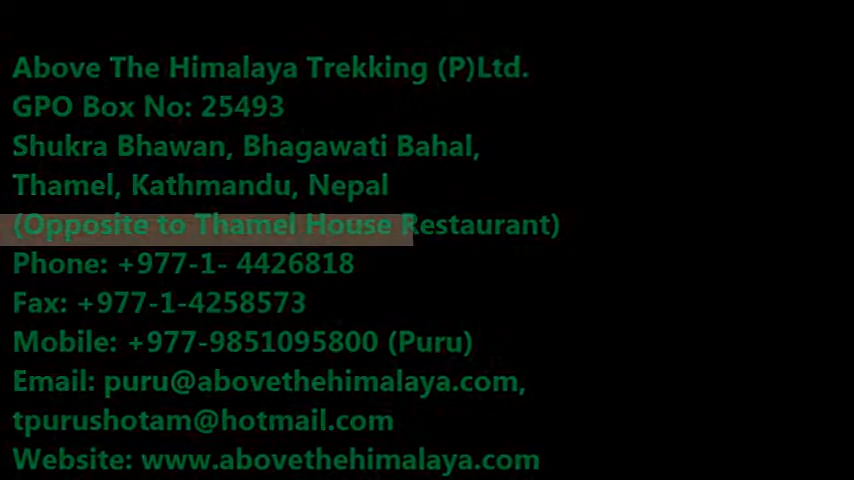 Above The Himalaya Trekking (P)Ltd.
GPO Box No: 25493
Shukra Bhawan, Bhagawati Bahal,
Thamel, Kathmandu, Nepal
(Opposite to Thamel House Restaurant)
Phone: +977-1- 4426818
Fax: +977-1-4258573
Mobile: +977-9851095800 (Puru)
Email: puru@abovethehimalaya.com,
tpurushotam@hotmail.com
Website: www.abovethehimalaya.com